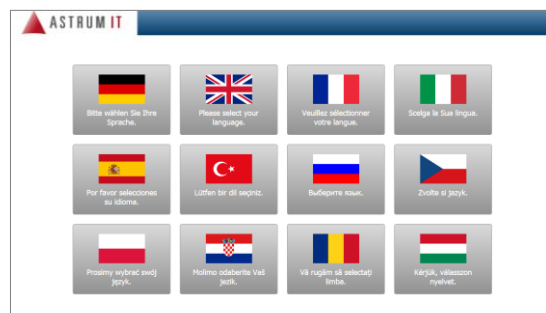 ASTRUM IT
Bitte wählen Sie Ihre
Sprache.
Please select your
language.
Veuillez sélectionner
votre langue.
Scelga la Sua lingua.
Por favor selecciones
su idioma.
Lütfen bir dil seçiniz.
Выберите язык.
Zvolte si jazyk.
Prosimy wybrać swój
język.
Molimo odaberite Vaš
jezik.
Vă rugăm să selectaţi
limba.
Kérjük, válasszon
nyelvet.